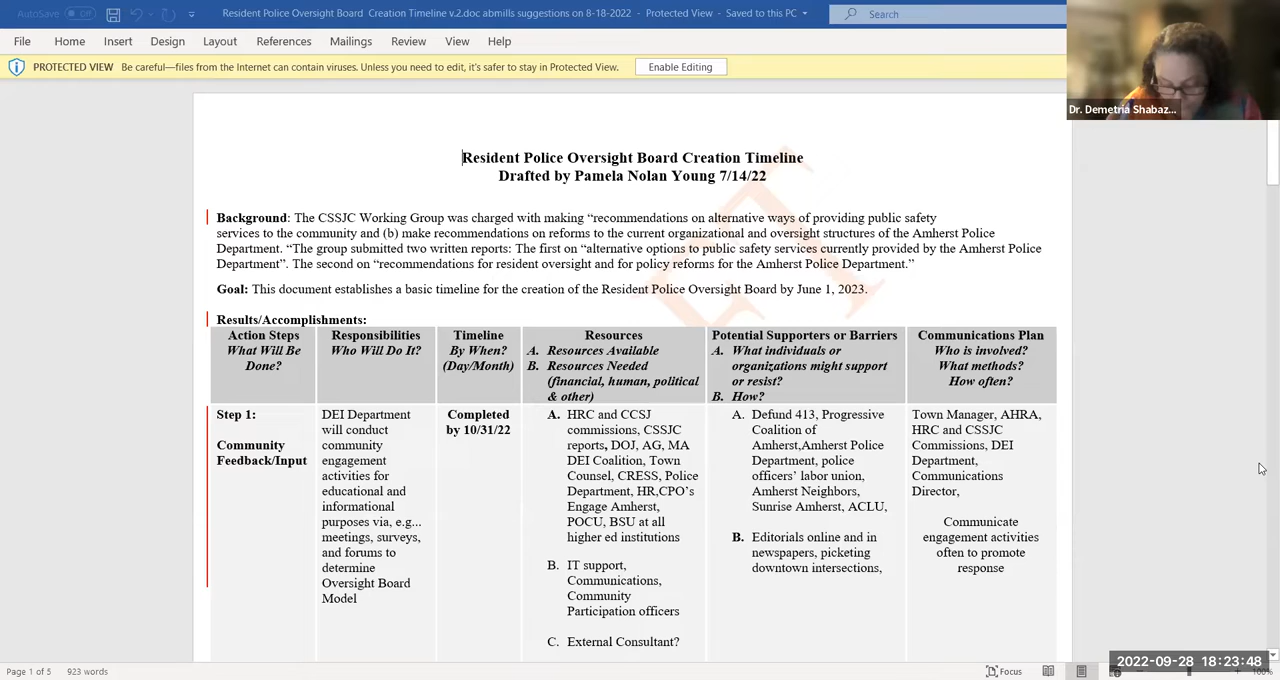 AutoSave Off
Resident Police Oversight Board Creation Timeline v.2.doc abmills suggestions on 8-18-2022 - Protected View - Saved to this PC
Search
File Home Insert Design Layout References Mailings Review View Help
PROTECTED VIEW Be careful—files from the Internet can contain viruses. Unless you need to edit, it's safer to stay in Protected View. Enable Editing
Dr. Demetria Shabaz...
Resident Police Oversight Board Creation Timeline
Drafted by Pamela Nolan Young 7/14/22
Background: The CSSJC Working Group was charged with making “recommendations on alternative ways of providing public safety
services to the community and (b) make recommendations on reforms to the current organizational and oversight structures of the Amherst Police
Department. “The group submitted two written reports: The first on “alternative options to public safety services currently provided by the Amherst Police
Department”. The second on “recommendations for resident oversight and for policy reforms for the Amherst Police Department.”
Goal: This document establishes a basic timeline for the creation of the Resident Police Oversight Board by June 1, 2023.
Results/Accomplishments:
Action Steps
What Will Be
Done?
Responsibilities
Who Will Do It?
Timeline
By When?
(Day/Month)
Resources
A. Resources Available
B. Resources Needed
(financial, human, political
& other)
Potential Supporters or Barriers
A. What individuals or
organizations might support
or resist?
B. How?
Communications Plan
Who is involved?
What methods?
How often?
Step 1:
Community
Feedback/Input
DEI Department
will conduct
community
engagement
activities for
educational and
informational
purposes via, e.g...
meetings, surveys,
and forums to
determine
Oversight Board
Model
Completed
by 10/31/22
A. HRC and CCSJ
commissions, CSSJC
reports, DOJ, AG, MA
DEI Coalition, Town
Counsel, CRESS, Police
Department, HR,CPO’s
Engage Amherst,
POCU, BSU at all
higher ed institutions
B. IT support,
Communications,
Community
Participation officers
C. External Consultant?
A. Defund 413, Progressive
Coalition of
Amherst,Amherst Police
Department, police
officers’ labor union,
Amherst Neighbors,
Sunrise Amherst, ACLU,
B. Editorials online and in
newspapers, picketing
downtown intersections,
Town Manager, AHRA,
HRC and CSSJC
Commissions, DEI
Department,
Communications
Director,
Communicate
engagement activities
often to promote
response
Page 1 of 5 923 words
Focus
100%
2022-09-28 18:23:48